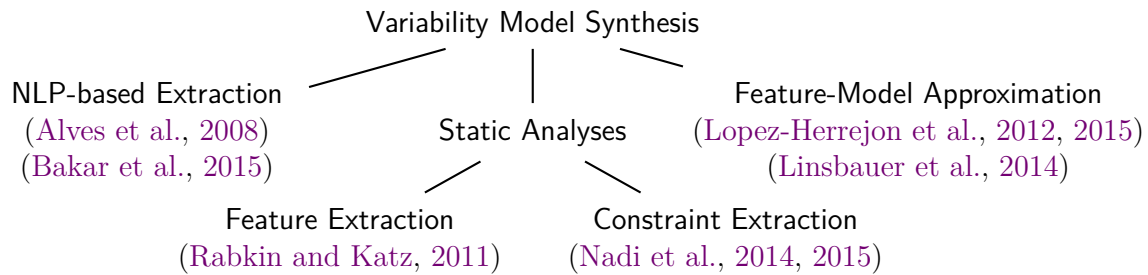 Variability Model Synthesis
NLP-based Extraction
(Alves et al., 2008)
(Bakar et al., 2015)
Static Analyses
Feature-Model Approximation
(Lopez-Herrejon et al., 2012, 2015)
(Linsbauer et al., 2014)
Feature Extraction
(Rabkin and Katz, 2011)
Constraint Extraction
(Nadi et al., 2014, 2015)